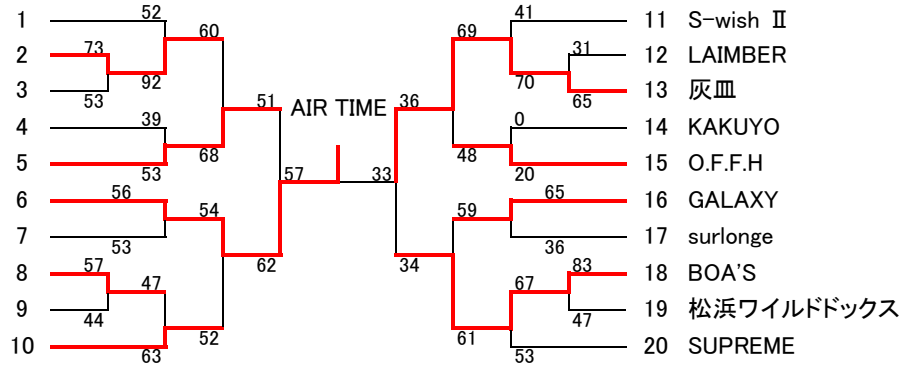 1 52 60 69 41 11 S-wish Ⅱ
2 73 31 12 LAIMBER
3 53 92 70 65 13 灰皿
51 AIR TIME 36
4 39 0 14 KAKUYO
5 53 68 48 20 15 O.F.F.H
57 33
6 56 54 59 65 16 GALAXY
7 53 36 17 surlonge
62 34
8 57 47 67 83 18 BOA'S
9 44 47 19 松浜ワイルドドックス
10 63 52 61 53 20 SUPREME